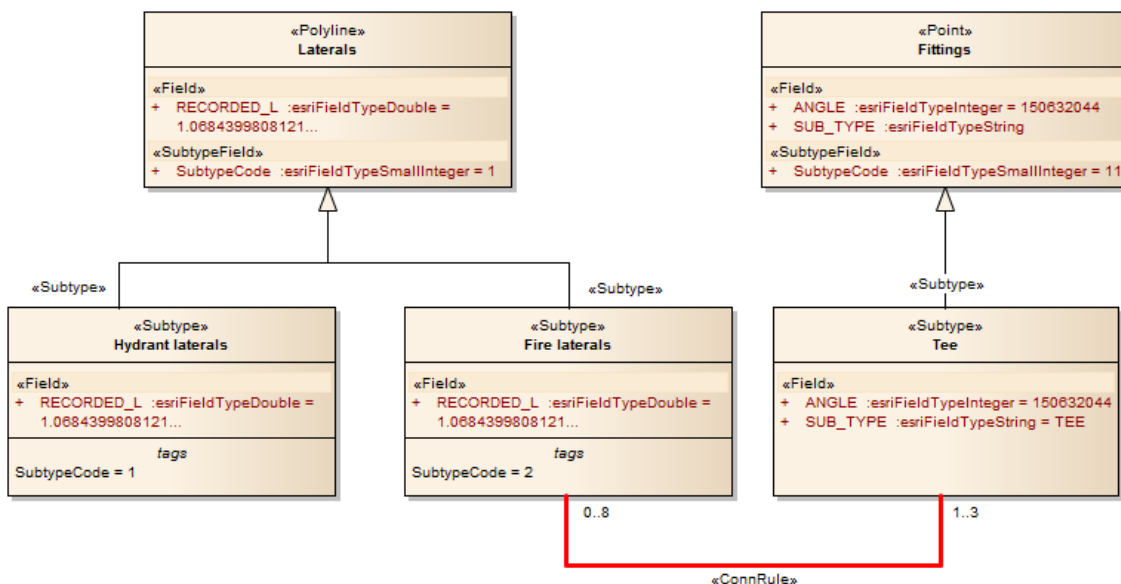 «Polyline»
Laterals
«Field»
+ RECORDED_L :esriFieldTypeDouble =
1.0684399808121...
«SubtypeField»
+ SubtypeCode :esriFieldTypeSmallInteger = 1
«Point»
Fittings
«Field»
+ ANGLE :esriFieldTypeInteger = 150632044
+ SUB_TYPE :esriFieldTypeString
«SubtypeField»
+ SubtypeCode :esriFieldTypeSmallInteger = 11
«Subtype»
«Subtype»
«Subtype»
«Subtype»
Hydrant laterals
«Field»
+ RECORDED_L :esriFieldTypeDouble =
1.0684399808121...
tags
SubtypeCode = 1
«Subtype»
Fire laterals
«Field»
+ RECORDED_L :esriFieldTypeDouble =
1.0684399808121...
tags
SubtypeCode = 2
«Subtype»
Tee
«Field»
+ ANGLE :esriFieldTypeInteger = 150632044
+ SUB_TYPE :esriFieldTypeString = TEE
0..8
1..3
«ConnRule»